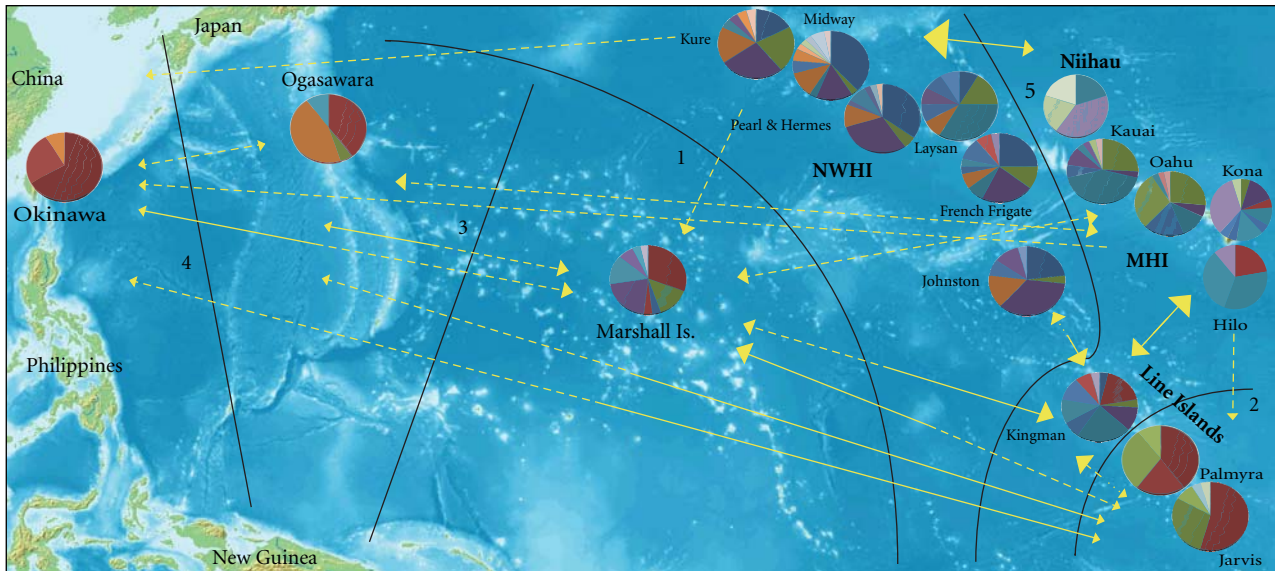 Japan
Midway
Kure
China
Ogasawara
Niihau
5
Kauai
Pearl & Hermes
Laysan
1
NWHI
Oahu
Kona
French Frigate
Okinawa
3
4
MHI
Johnston
Marshall Is.
Hilo
Philippines
Line Islands
2
Kingman
Palmyra
New Guinea
Jarvis